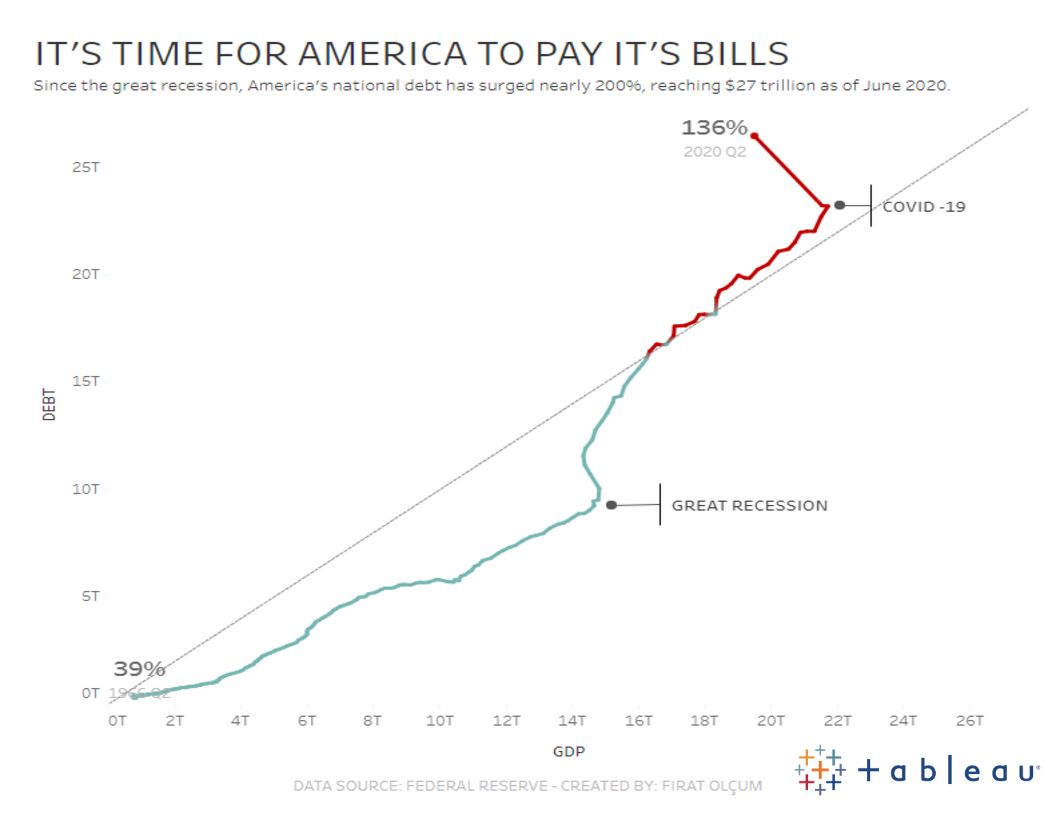 IT'S TIME FOR AMERICA TO PAY IT'S BILLS
Since the great recession, America's national debt has surged nearly 200%, reaching $27 trillion as of June 2020.
136%
2020 Q2
25T
COVID -19
20T
15T
DEBT
10T
GREAT RECESSION
5T
39%
1966 Q2
0T
0T 2T 4T 6T 8T 10T 12T 14T 16T 18T 20T 22T 24T 26T
GDP
DATA SOURCE: FEDERAL RESERVE - CREATED BY: FIRAT OLÇUM
+ableau®